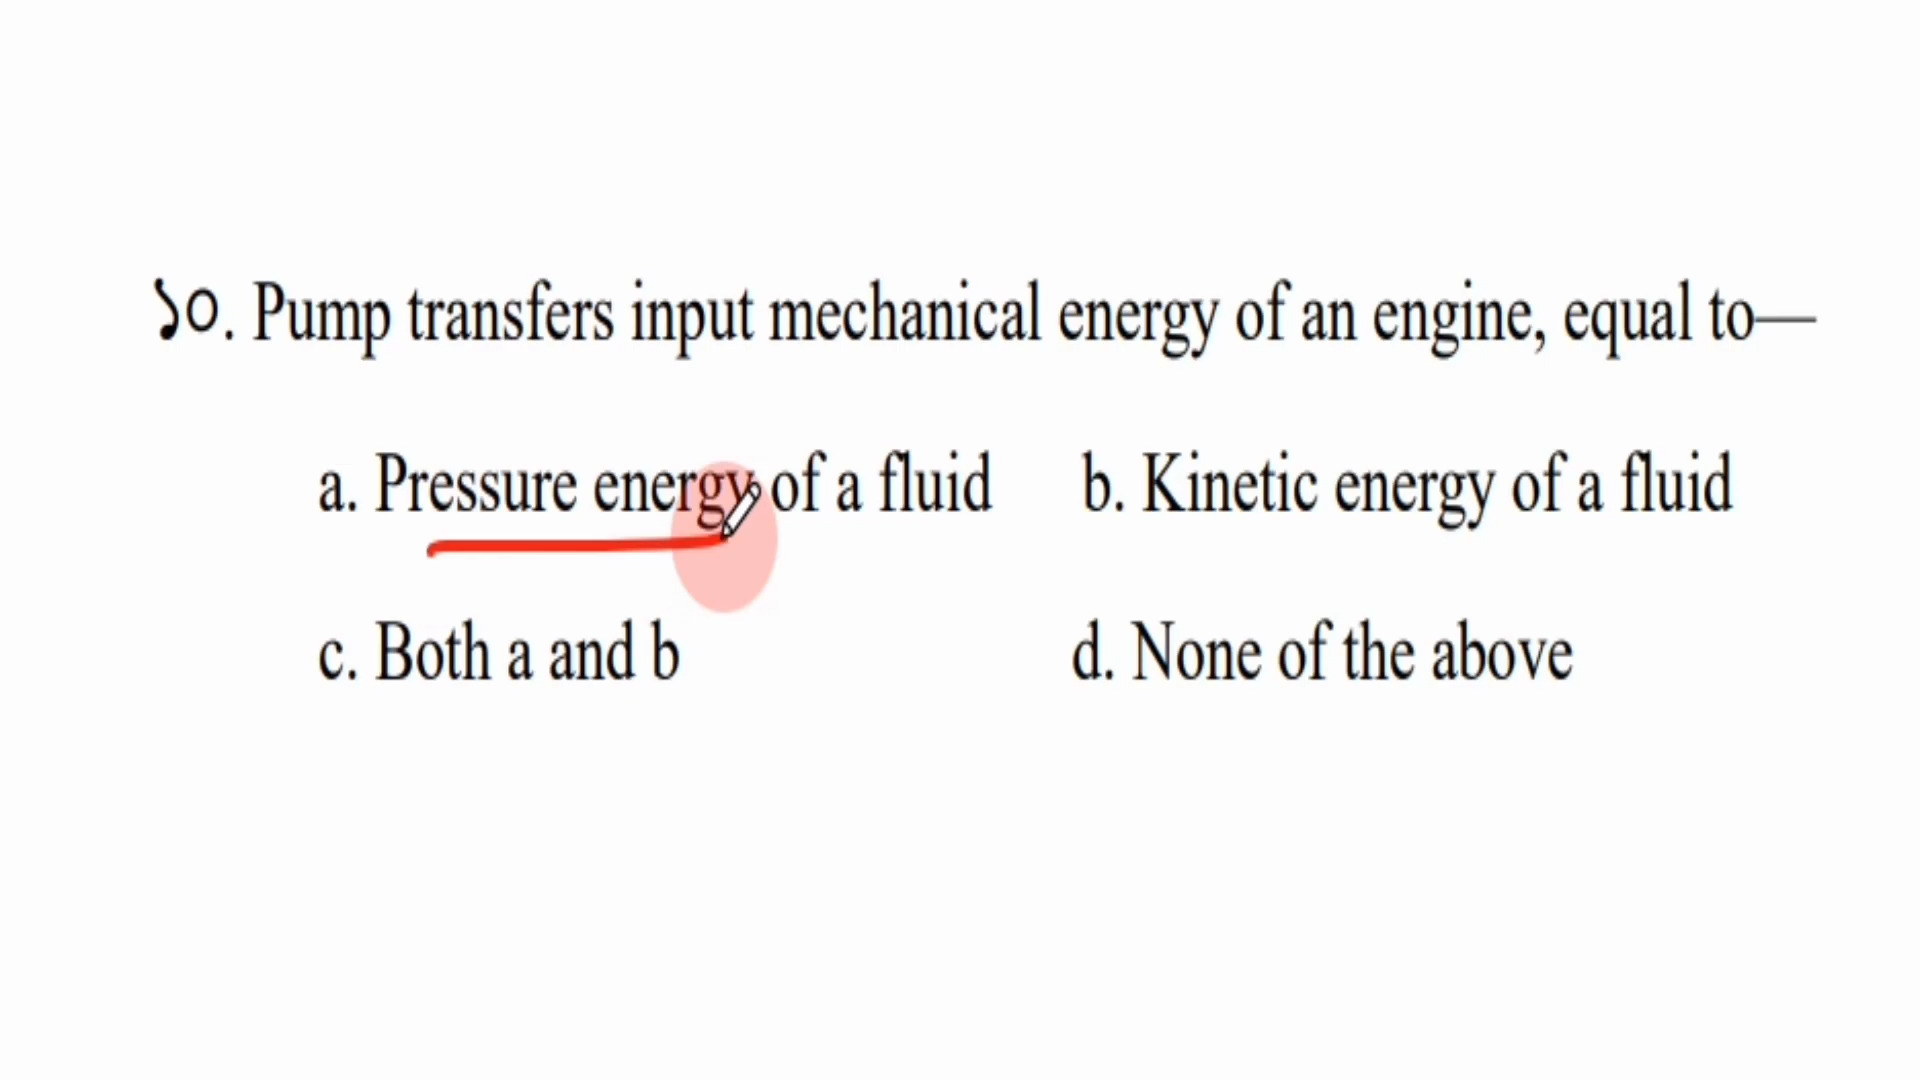 ১০. Pump transfers input mechanical energy of an engine, equal to—
a. Pressure energy of a fluid b. Kinetic energy of a fluid
c. Both a and b d. None of the above